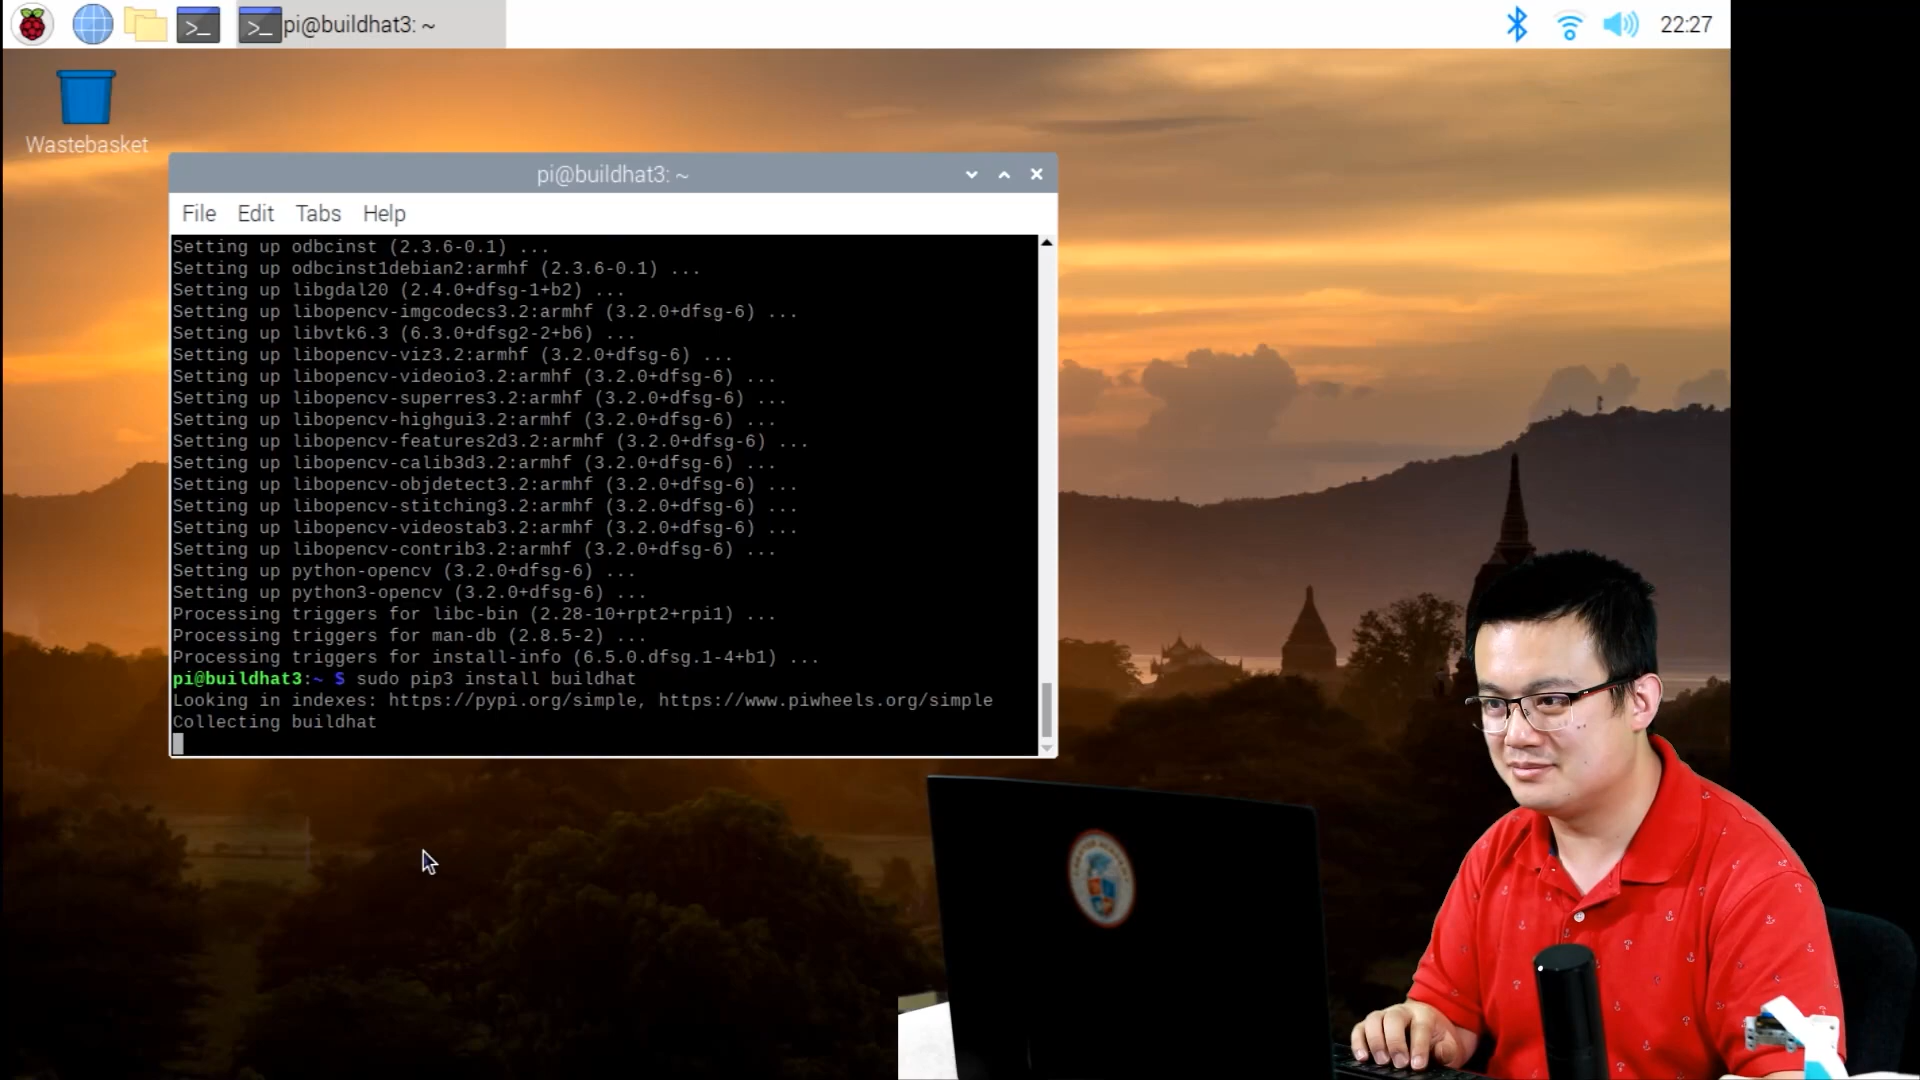 pi@buildhat3: ~
22:27
Wastebasket
pi@buildhat3: ~
File Edit Tabs Help
Setting up odbcinst (2.3.6-0.1) ...
Setting up odbcinst1debian2:armhf (2.3.6-0.1) ...
Setting up libgdal20 (2.4.0+dfsg-1+b2) ...
Setting up libopencv-imgcodecs3.2:armhf (3.2.0+dfsg-6) ...
Setting up libvtk6.3 (6.3.0+dfsg2-2+b6) ...
Setting up libopencv-viz3.2:armhf (3.2.0+dfsg-6) ...
Setting up libopencv-videoio3.2:armhf (3.2.0+dfsg-6) ...
Setting up libopencv-superres3.2:armhf (3.2.0+dfsg-6) ...
Setting up libopencv-highgui3.2:armhf (3.2.0+dfsg-6) ...
Setting up libopencv-features2d3.2:armhf (3.2.0+dfsg-6) ...
Setting up libopencv-calib3d3.2:armhf (3.2.0+dfsg-6) ...
Setting up libopencv-objdetect3.2:armhf (3.2.0+dfsg-6) ...
Setting up libopencv-stitching3.2:armhf (3.2.0+dfsg-6) ...
Setting up libopencv-videostab3.2:armhf (3.2.0+dfsg-6) ...
Setting up libopencv-contrib3.2:armhf (3.2.0+dfsg-6) ...
Setting up python-opencv (3.2.0+dfsg-6) ...
Setting up python3-opencv (3.2.0+dfsg-6) ...
Processing triggers for libc-bin (2.28-10+rpt2+rpi1) ...
Processing triggers for man-db (2.8.5-2) ...
Processing triggers for install-info (6.5.0.dfsg.1-4+b1) ...
pi@buildhat3:~ $ sudo pip3 install buildhat
Looking in indexes: https://pypi.org/simple, https://www.piwheels.org/simple
Collecting buildhat